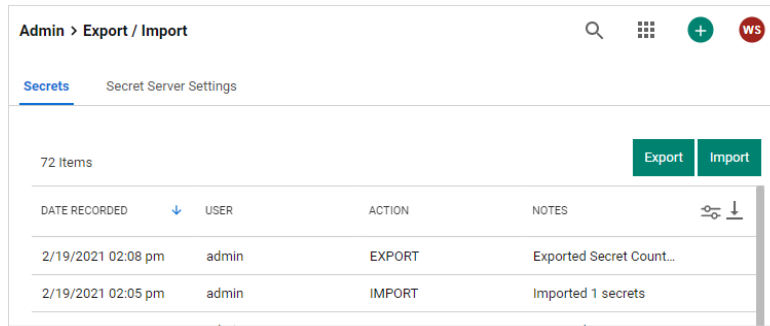 Admin > Export / Import
WS
Secrets Secret Server Settings
72 Items
Export Import
DATE RECORDED USER ACTION NOTES
2/19/2021 02:08 pm admin EXPORT Exported Secret Count...
2/19/2021 02:05 pm admin IMPORT Imported 1 secrets